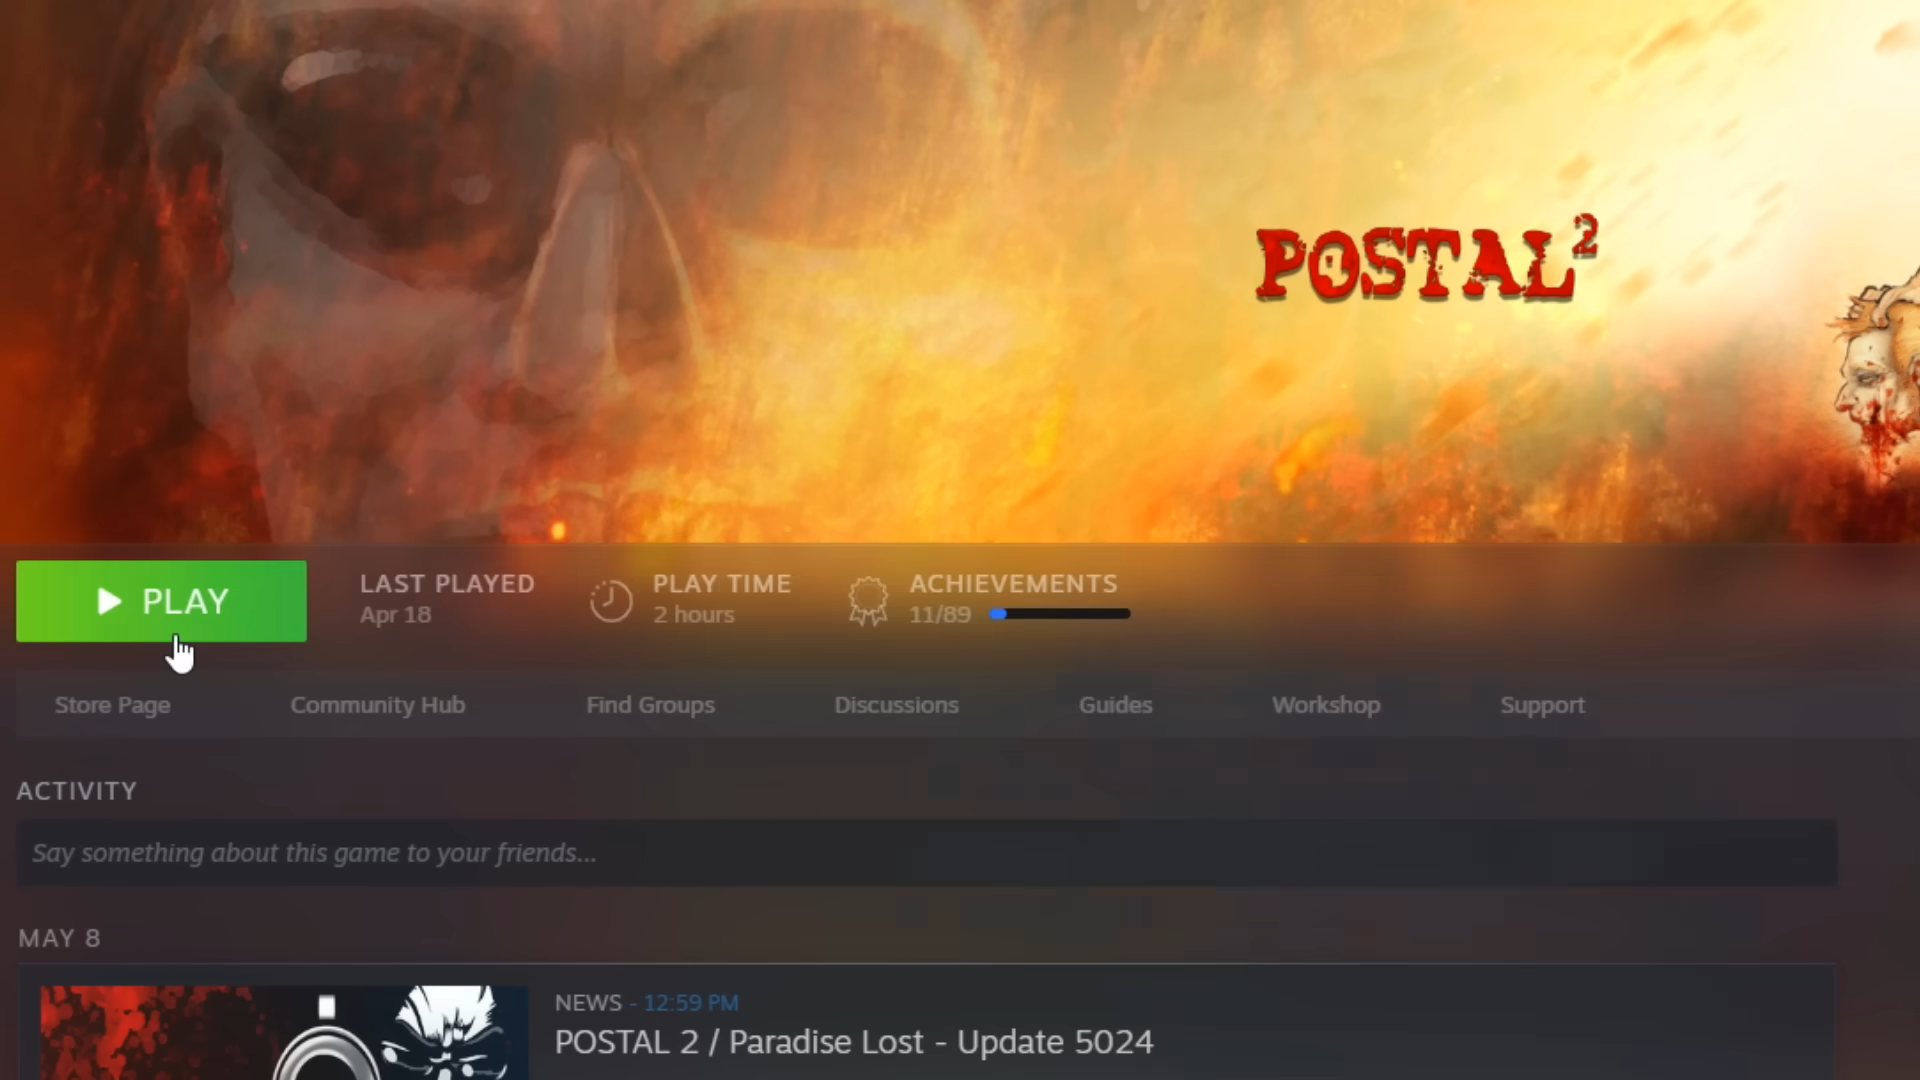 POSTAL 2
PLAY
LAST PLAYED
Apr 18
PLAY TIME
2 hours
ACHIEVEMENTS
11/89
Store Page
Community Hub
Find Groups
Discussions
Guides
Workshop
Support
ACTIVITY
Say something about this game to your friends...
MAY 8
NEWS - 12:59 PM
POSTAL 2 / Paradise Lost - Update 5024